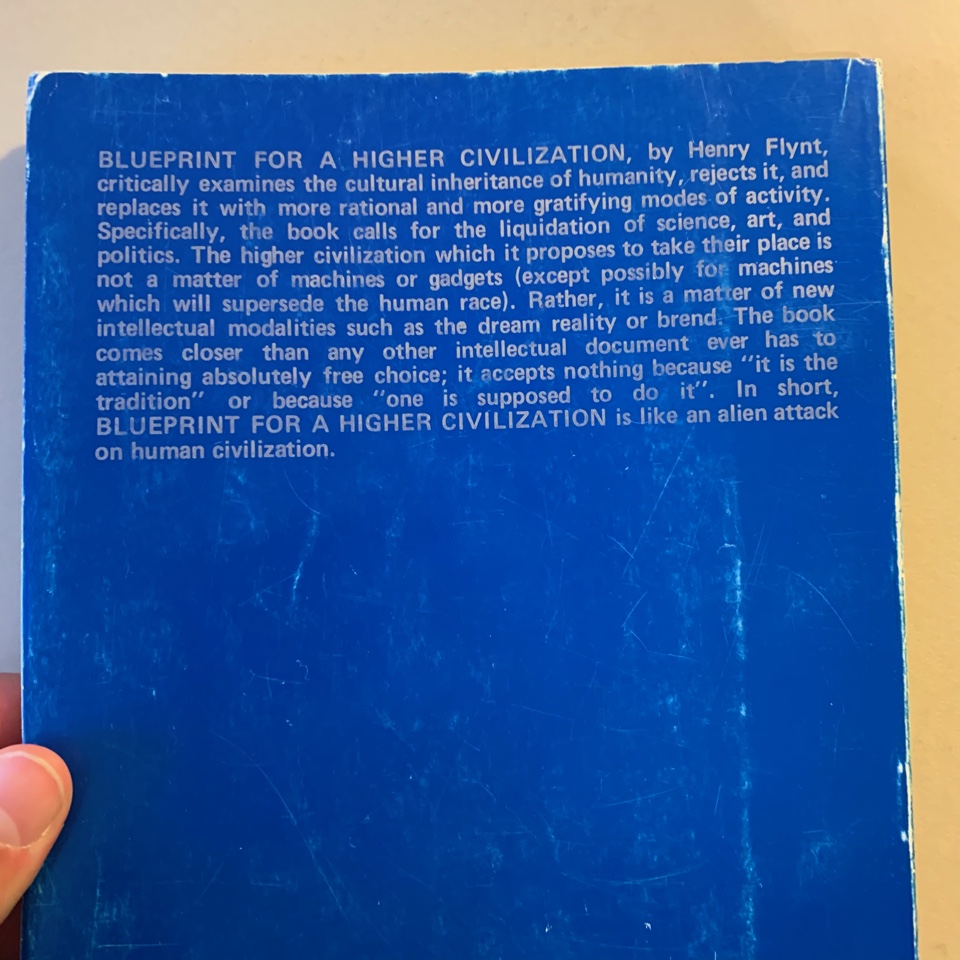 BLUEPRINT FOR A HIGHER CIVILIZATION, by Henry Flynt,
critically examines the cultural inheritance of humanity, rejects it, and
replaces it with more rational and more gratifying modes of activity.
Specifically, the book calls for the liquidation of science, art, and
politics. The higher civilization which it proposes to take their place is
not a matter of machines or gadgets (except possibly for machines
which will supersede the human race). Rather, it is a matter of new
intellectual modalities such as the dream reality or brend. The book
comes closer than any other intellectual document ever has to
attaining absolutely free choice; it accepts nothing because "it is the
tradition" or because "one is supposed to do it". In short,
BLUEPRINT FOR A HIGHER CIVILIZATION is like an alien attack
on human civilization.